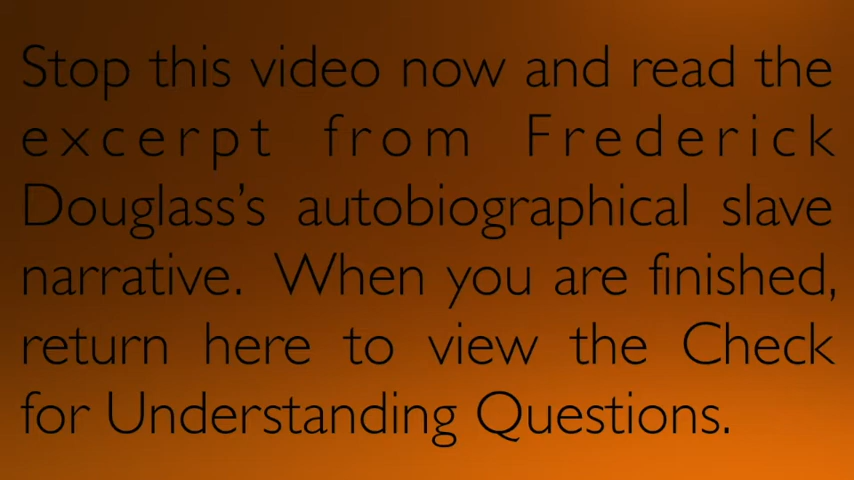 Stop this video now and read the
excerpt from Frederick
Douglass’s autobiographical slave
narrative. When you are finished,
return here to view the Check
for Understanding Questions.